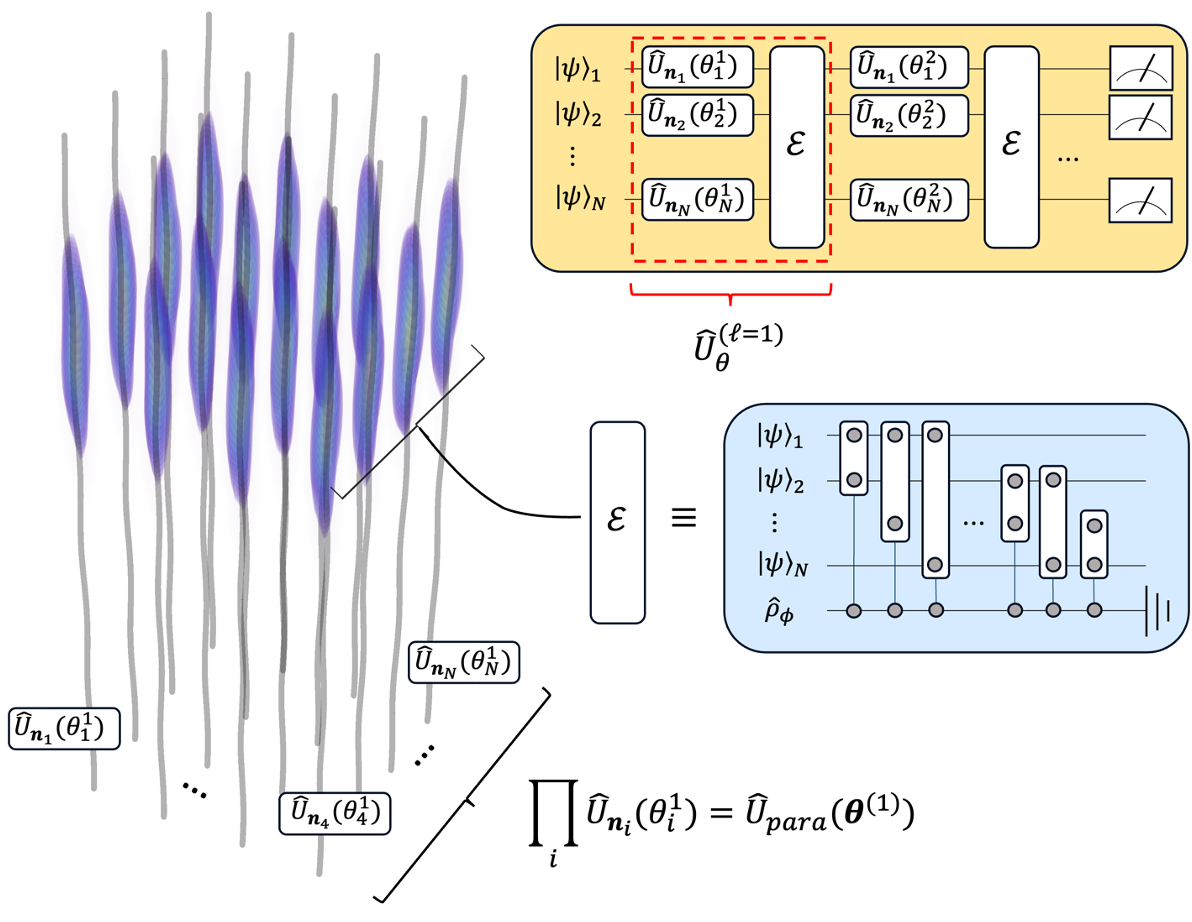 |ψ⟩₁ Û_{n₁}(θ₁¹) Û_{n₁}(θ₁²)
|ψ⟩₂ Û_{n₂}(θ₂¹) Û_{n₂}(θ₂²)
⋮ ℰ ℰ ...
|ψ⟩_N Û_{n_N}(θ_N¹) Û_{n_N}(θ_N²)
Û_θ^{(ℓ=1)}
ℰ ≡
|ψ⟩₁
|ψ⟩₂
⋮ ...
|ψ⟩_N
ρ̂_ϕ
Û_{n_N}(θ_N¹)
Û_{n₁}(θ₁¹)
...
...
Û_{n₄}(θ₄¹)
∏_i Û_{n_i}(θ_i¹) = Û_{para}(θ^{(1)})